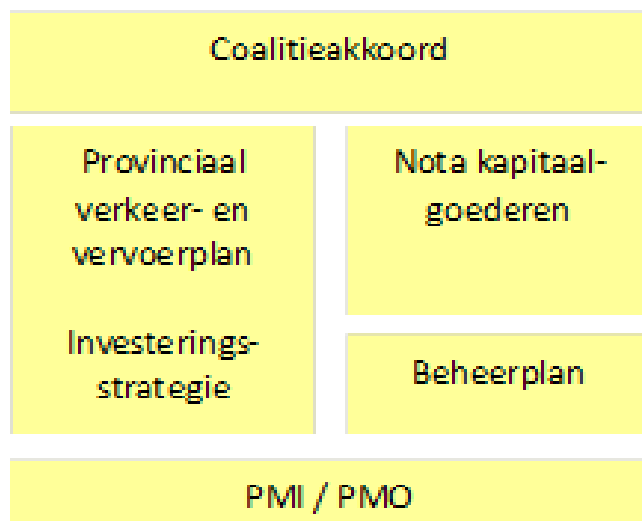 Coalitieakkoord
Provinciaal
verkeer- en
vervoerplan
Investerings-
strategie
Nota kapitaal-
goederen
Beheerplan
PMI / PMO